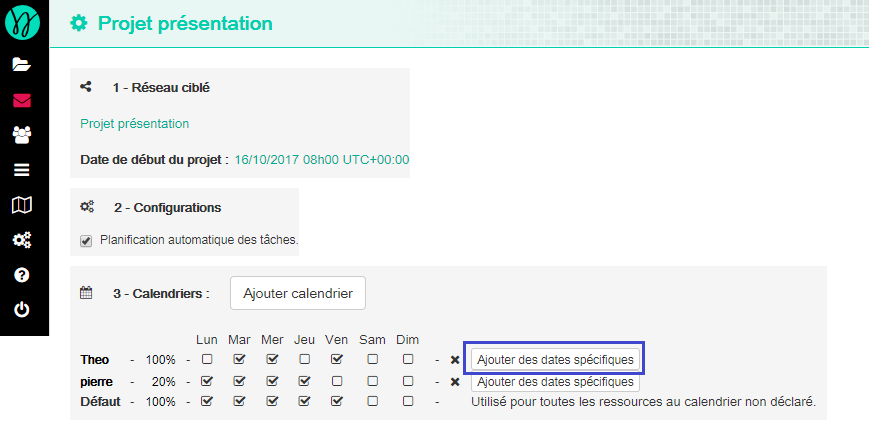 Projet présentation
1 - Réseau ciblé
Projet présentation
Date de début du projet : 16/10/2017 08h00 UTC+00:00
2 - Configurations
Planification automatique des tâches.
3 - Calendriers : Ajouter calendrier
Lun Mar Mer Jeu Ven Sam Dim
Theo - 100% - - Ajouter des dates spécifiques
pierre - 20% - - Ajouter des dates spécifiques
Défaut - 100% - - Utilisé pour toutes les ressources au calendrier non déclaré.